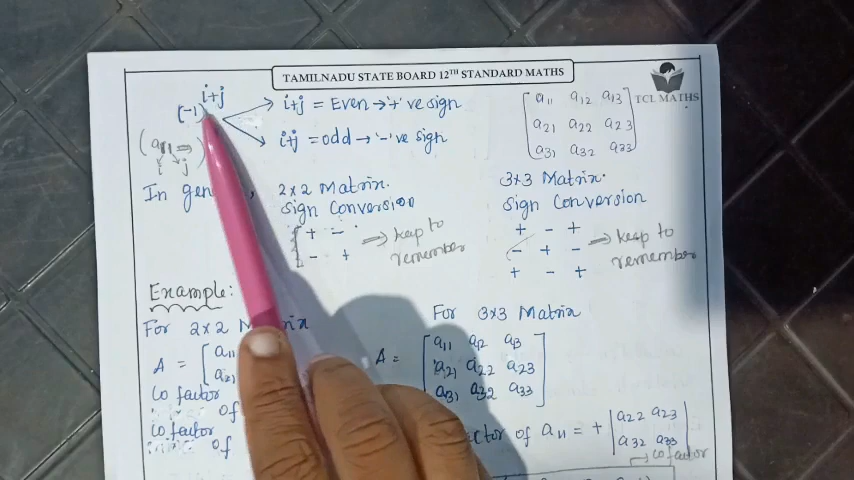 TAMILNADU STATE BOARD 12TH STANDARD MATHS
TCL MATHS
(-1)^i+j
i+j = Even → '+'ve sign
i+j = odd → '-'ve sign
i j
a11 a12 a13
a21 a22 a23
a31 a32 a33
In
2x2 Matrix.
Sign Conversion
+ -
- +
⇒ keep to
remember
3x3 Matrix.
Sign Conversion
+ - +
- + -
+ - +
⇒ keep to
remember
Example:
For 2x2
A = [ a11
Co factor
of
Co factor
of
For 3x3 Matrix
A = a11 a12 a13
a21 a22 a23
a31 a32 a33
of a11 = + | a22 a23
a32 a33 |
→ Co factor